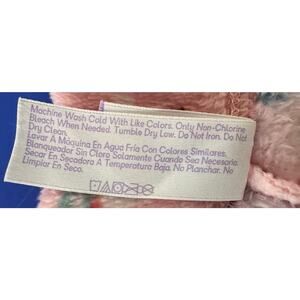 Machine Wash Cold With Like Colors. Only Non-Chlorine
Bleach When Needed. Tumble Dry Low. Do Not Iron. Do Not
Dry Clean.
Lavar A Máquina En Agua Fría Con Colores Similares.
Blanqueador Sin Cloro Solamente Cuando Sea Necesario.
Secar En Secadora A Temperatura Baja. No Planchar. No
Limpiar En Seco.